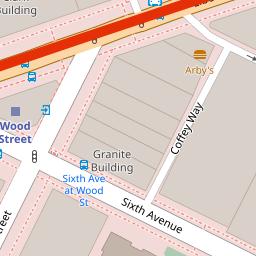 Building
Arby's
Wood
Street
Coffey Way
Granite
Building
Sixth Ave
at Wood
St
Sixth Avenue